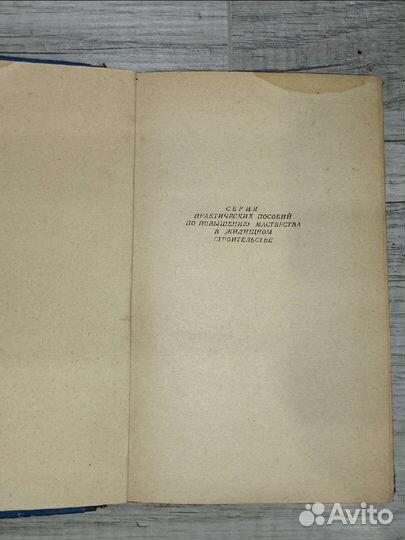 СЕРИЯ
ПРАКТИЧЕСКИХ ПОСОБИЙ
ПО ПОВЫШЕНИЮ МАСТЕРСТВА
В ЖИЛИЩНОМ
СТРОИТЕЛЬСТВЕ
Avito